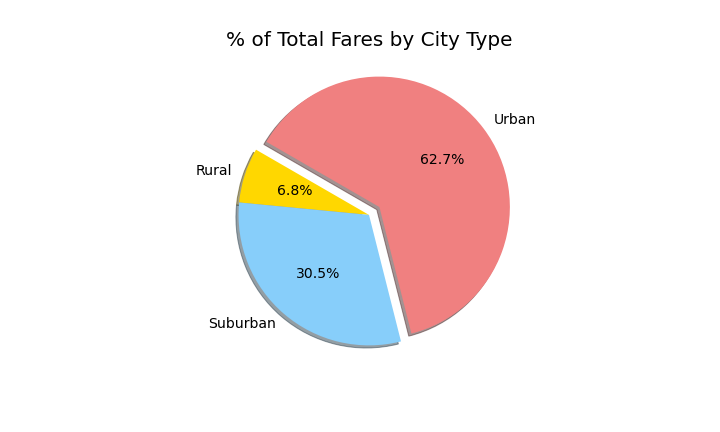 % of Total Fares by City Type
Urban
62.7%
Rural
6.8%
30.5%
Suburban